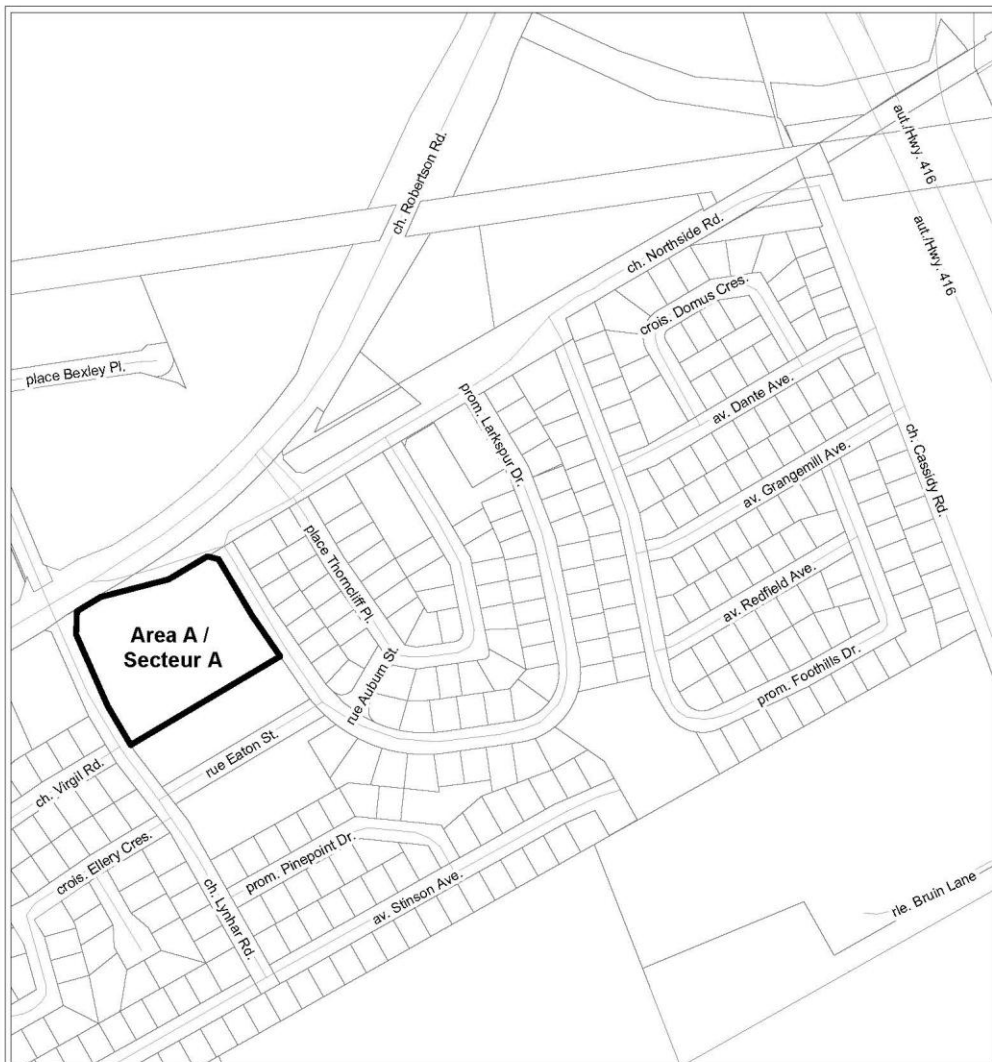 aut./Hwy. 416
ch. Robertson Rd.
aut./Hwy. 416
ch. Northside Rd.
crois. Domus Cres.
place Bexley Pl.
prom. Larkspur Dr.
av. Dante Ave.
ch. Cassidy Rd.
av. Grangemill Ave.
place Thorncliff Pl.
av. Redfield Ave.
Area A /
Secteur A
rue Auburn St.
prom. Foothills Dr.
rue Eaton St.
ch. Virgil Rd.
crois. Ellery Cres.
prom. Pinepoint Dr.
av. Stinson Ave.
ch. Lynhar Rd.
rle. Bruin Lane